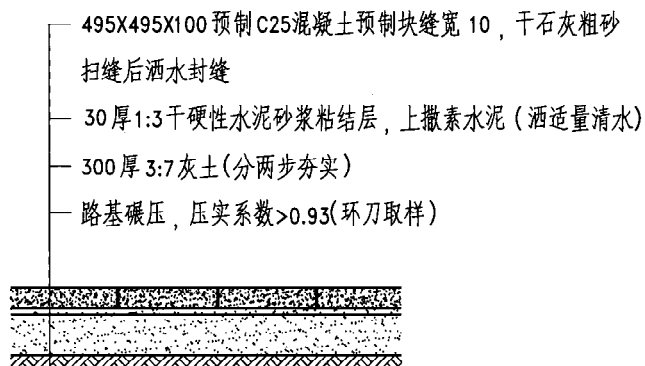 495X495X100预制C25混凝土预制块缝宽10，干石灰粗砂
扫缝后洒水封缝
30厚1:3干硬性水泥砂浆粘结层，上撒素水泥（洒适量清水）
300厚3:7灰土（分两步夯实）
路基碾压，压实系数>0.93（环刀取样）